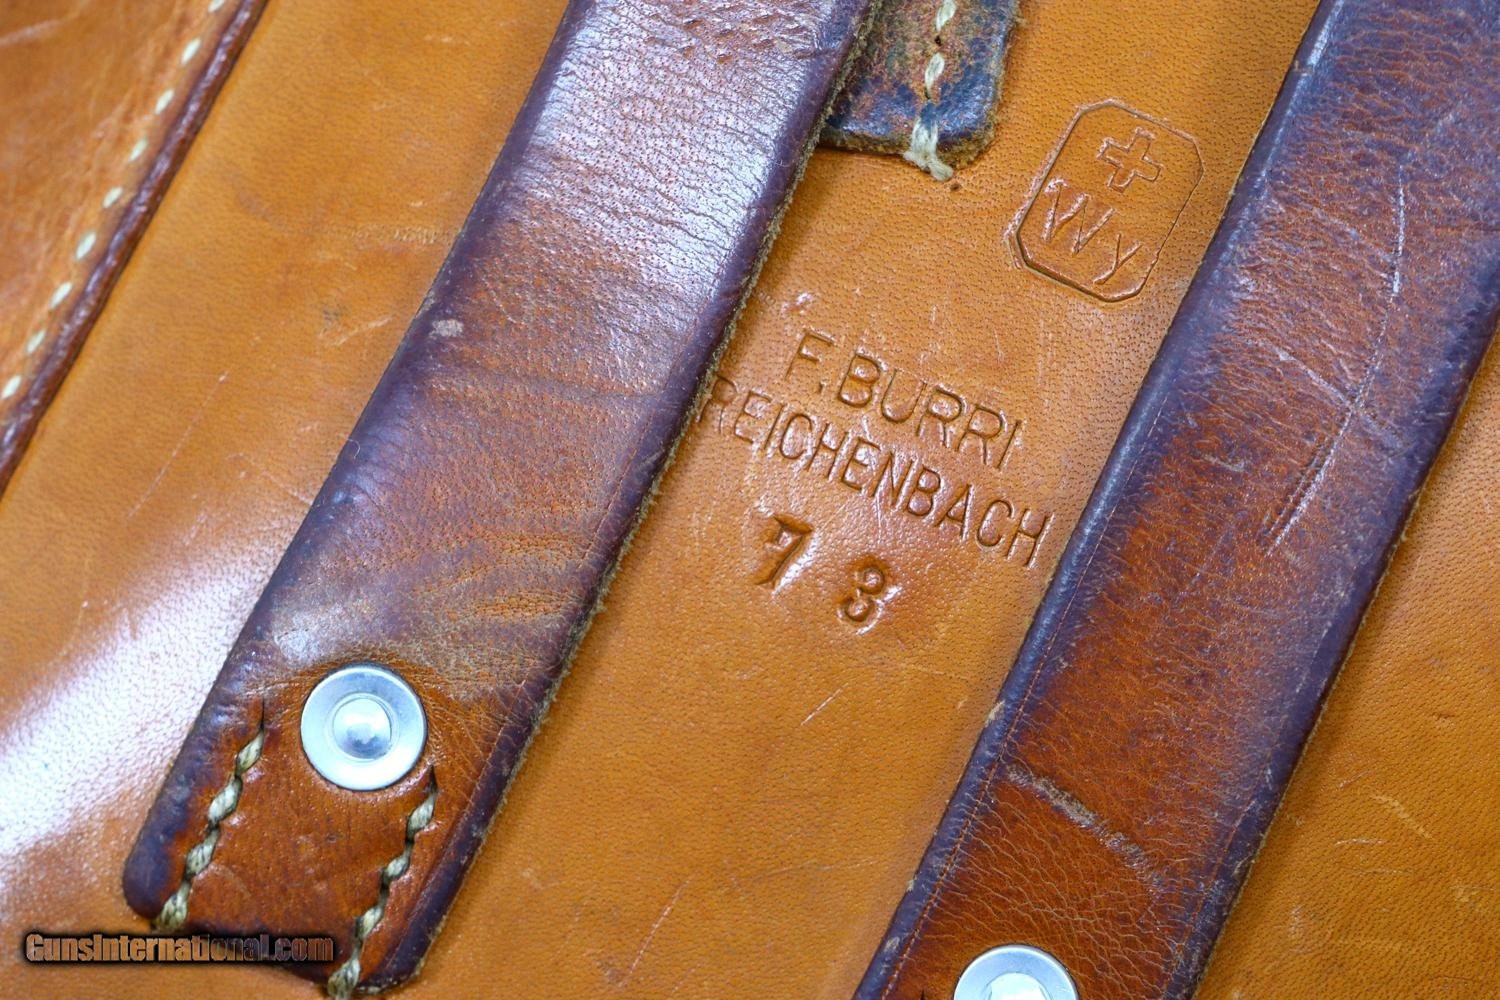 WY
F. BURRI
REICHENBACH
73
GunsInternational.com